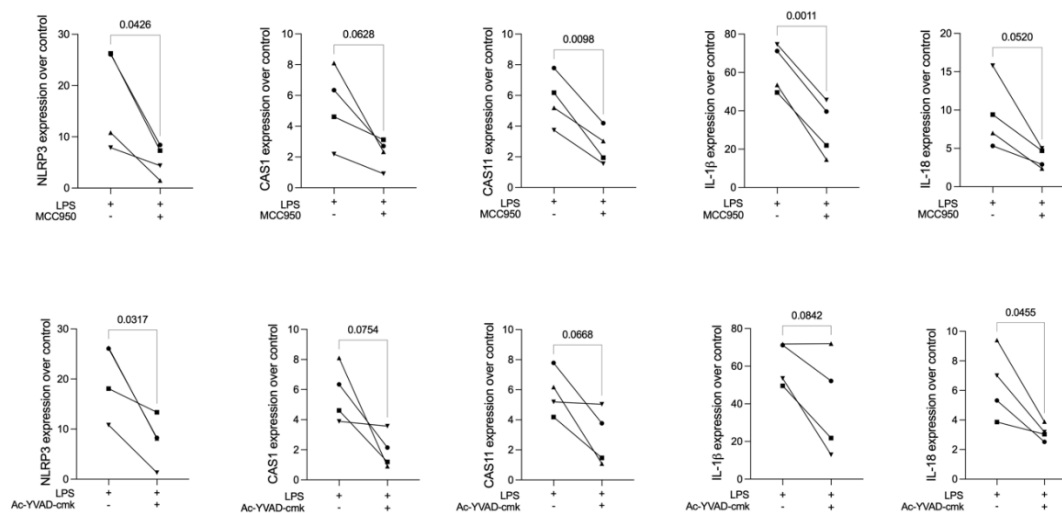 0.0426
NLRP3 expression over control
30
20
10
0
LPS + +
MCC950 - +
0.0628
CAS1 expression over control
10
8
6
4
2
0
LPS + +
MCC950 - +
0.0098
CAS11 expression over control
10
8
6
4
2
0
LPS + +
MCC950 - +
0.0011
IL-1β expression over control
80
60
40
20
0
LPS + +
MCC950 - +
0.0520
IL-18 expression over control
20
15
10
5
0
LPS + +
MCC950 - +
0.0317
NLRP3 expression over control
30
20
10
0
LPS + +
Ac-YVAD-cmk - +
0.0754
CAS1 expression over control
10
8
6
4
2
0
LPS + +
Ac-YVAD-cmk - +
0.0668
CAS11 expression over control
10
8
6
4
2
0
LPS + +
Ac-YVAD-cmk - +
0.0842
IL-1β expression over control
80
60
40
20
0
LPS + +
Ac-YVAD-cmk - +
0.0455
IL-18 expression over control
10
8
6
4
2
0
LPS + +
Ac-YVAD-cmk - +